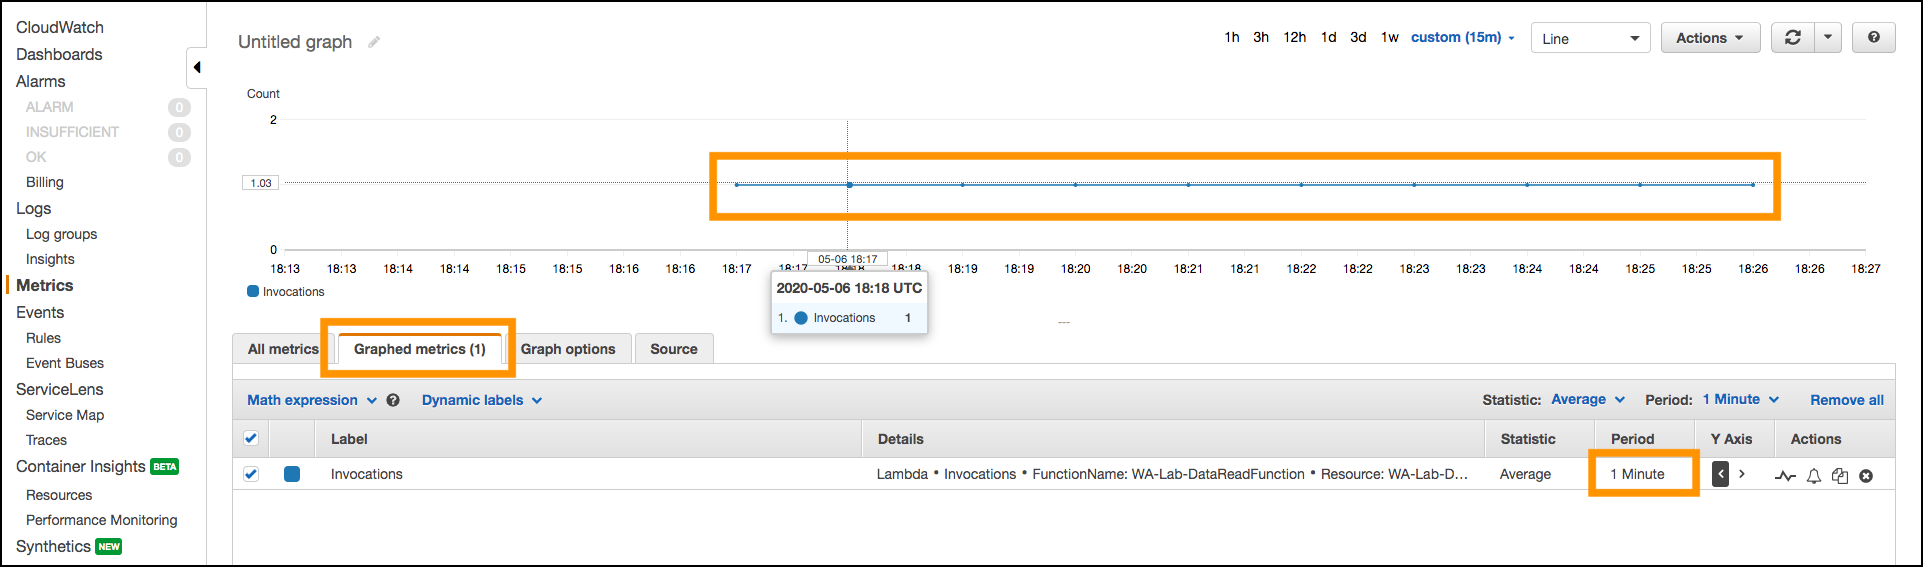 CloudWatch
Dashboards
Alarms
ALARM 0
INSUFFICIENT 0
OK 0
Billing
Logs
Log groups
Insights
Metrics
Events
Rules
Event Buses
ServiceLens
Service Map
Traces
Container Insights BETA
Resources
Performance Monitoring
Synthetics NEW
Untitled graph
1h 3h 12h 1d 3d 1w custom (15m) Line Actions ?
Count
2
1.03
0
05-06 18:17
18:13 18:13 18:14 18:14 18:15 18:15 18:16 18:16 18:17 18:17 18:18 18:18 18:19 18:19 18:20 18:20 18:21 18:21 18:22 18:22 18:23 18:23 18:24 18:24 18:25 18:25 18:26 18:26 18:27
Invocations
2020-05-06 18:18 UTC
1. Invocations 1
All metrics Graphed metrics (1) Graph options Source
Math expression ? Dynamic labels Statistic: Average Period: 1 Minute Remove all
Label Details Statistic Period Y Axis Actions
Invocations Lambda • Invocations • FunctionName: WA-Lab-DataReadFunction • Resource: WA-Lab-D... Average 1 Minute < >